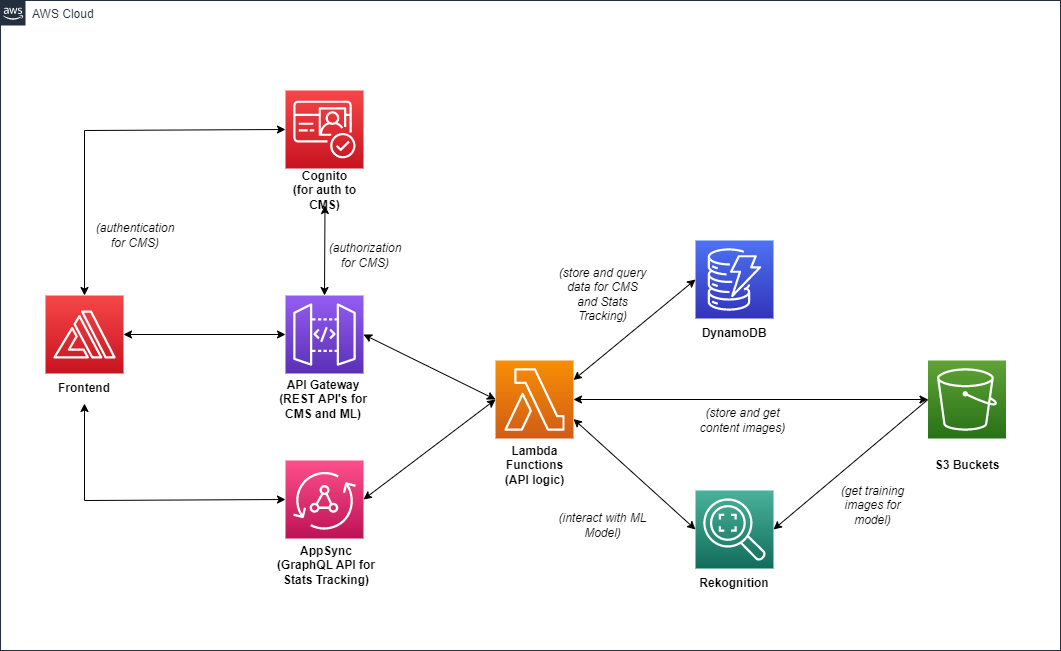 aws
AWS Cloud
Cognito
(for auth to
CMS)
(authentication
for CMS)
(authorization
for CMS)
Frontend
API Gateway
(REST API's for
CMS and ML)
AppSync
(GraphQL API for
Stats Tracking)
Lambda
Functions
(API logic)
(store and query
data for CMS
and Stats
Tracking)
DynamoDB
(store and get
content images)
S3 Buckets
(interact with ML
Model)
(get training
images for
model)
Rekognition